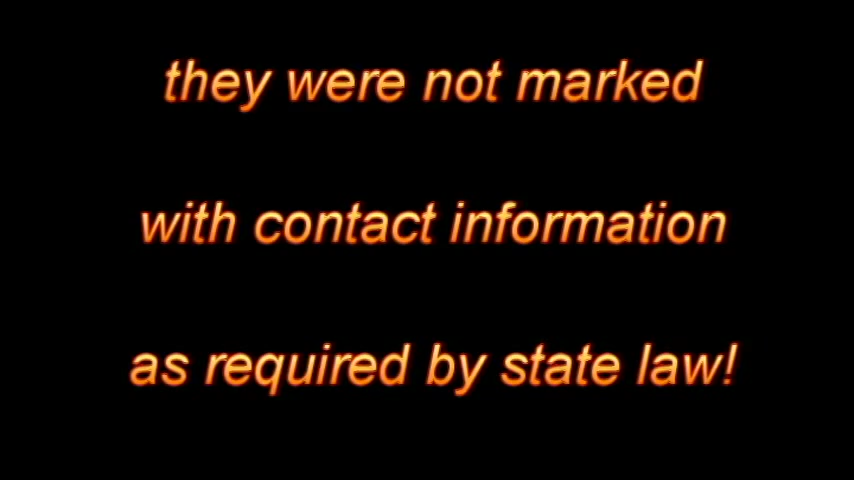 they were not marked
with contact information
as required by state law!